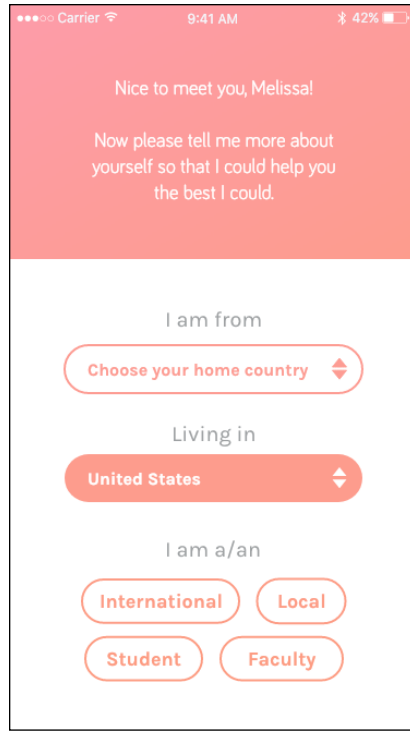 Carrier 9:41 AM 42%
Nice to meet you, Melissa!
Now please tell me more about
yourself so that I could help you
the best I could.
I am from
Choose your home country
Living in
United States
I am a/an
International Local
Student Faculty